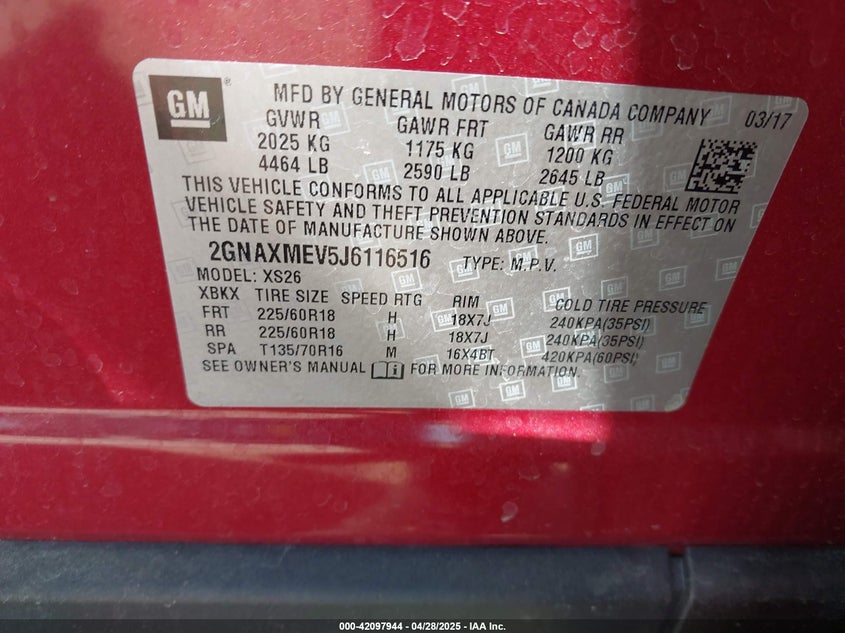 GM ® MFD BY GENERAL MOTORS OF CANADA COMPANY 03/17
GVWR GAWR FRT GAWR RR
2025 KG 1175 KG 1200 KG
4464 LB 2590 LB 2645 LB
THIS VEHICLE CONFORMS TO ALL APPLICABLE U.S. FEDERAL MOTOR
VEHICLE SAFETY AND THEFT PREVENTION STANDARDS IN EFFECT ON
THE DATE OF MANUFACTURE SHOWN ABOVE.
2GNAXMEV5J6116516 TYPE: M.P.V.
MODEL: XS26
XBKX TIRE SIZE SPEED RTG RIM COLD TIRE PRESSURE
FRT 225/60R18 H 18X7J 240KPA(35PSI)
RR 225/60R18 H 18X7J 240KPA(35PSI)
SPA T135/70R16 M 16X4BT 420KPA(60PSI)
SEE OWNER'S MANUAL FOR MORE INFORMATION.
000-42097944 | 04/28/2025 - IAA Inc.